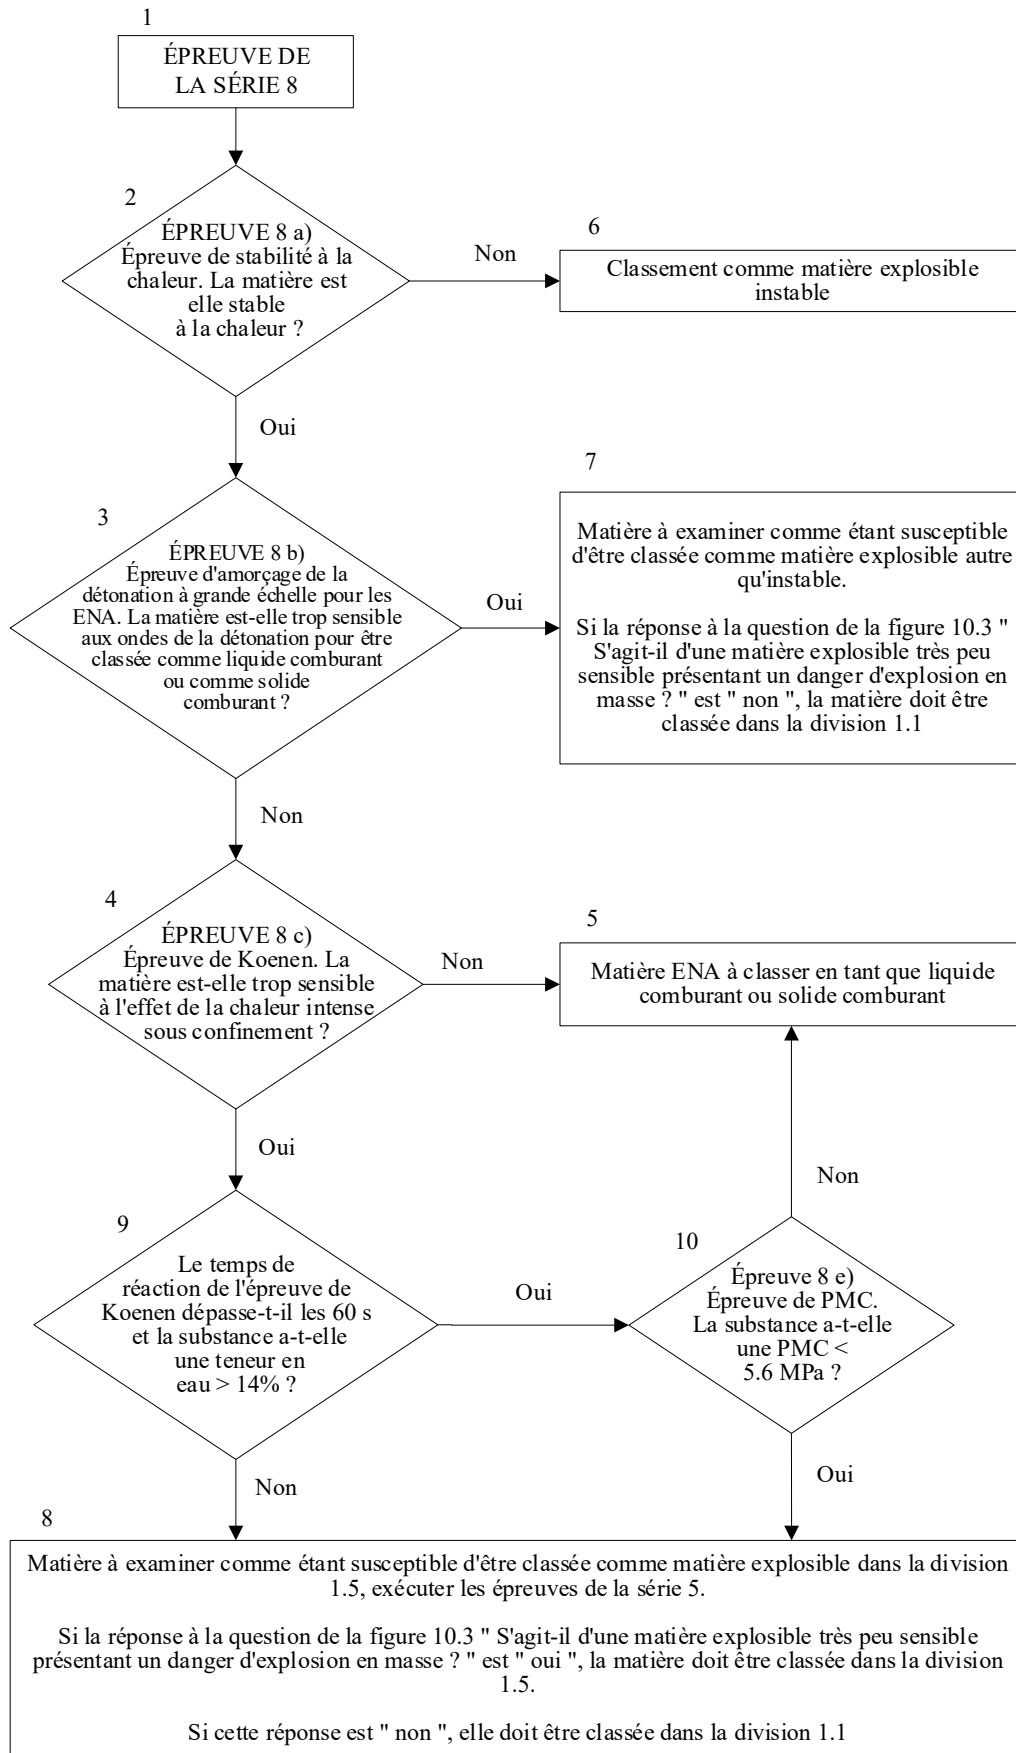 1
ÉPREUVE DE
LA SÉRIE 8
2
ÉPREUVE 8 a)
Épreuve de stabilité à la
chaleur. La matière est
elle stable
à la chaleur ?
Non
6
Classement comme matière explosible
instable
Oui
3
ÉPREUVE 8 b)
Épreuve d'amorçage de la
détonation à grande échelle pour les
ENA. La matière est-elle trop sensible
aux ondes de la détonation pour être
classée comme liquide comburant
ou comme solide
comburant ?
Oui
7
Matière à examiner comme étant susceptible
d'être classée comme matière explosible autre
qu'instable.
Si la réponse à la question de la figure 10.3 "
S'agit-il d'une matière explosible très peu
sensible présentant un danger d'explosion en
masse ? " est " non ", la matière doit être
classée dans la division 1.1
Non
4
ÉPREUVE 8 c)
Épreuve de Koenen. La
matière est-elle trop sensible
à l'effet de la chaleur intense
sous confinement ?
Non
5
Matière ENA à classer en tant que liquide
comburant ou solide comburant
Oui
Non
9
Le temps de
réaction de l'épreuve de
Koenen dépasse-t-il les 60 s
et la substance a-t-elle
une teneur en
eau > 14% ?
Oui
10
Épreuve 8 e)
Épreuve de PMC.
La substance a-t-elle
une PMC <
5.6 MPa ?
Non
Oui
8
Matière à examiner comme étant susceptible d'être classée comme matière explosible dans la division
1.5, exécuter les épreuves de la série 5.
Si la réponse à la question de la figure 10.3 " S'agit-il d'une matière explosible très peu sensible
présentant un danger d'explosion en masse ? " est " oui ", la matière doit être classée dans la division
1.5.
Si cette réponse est " non ", elle doit être classée dans la division 1.1